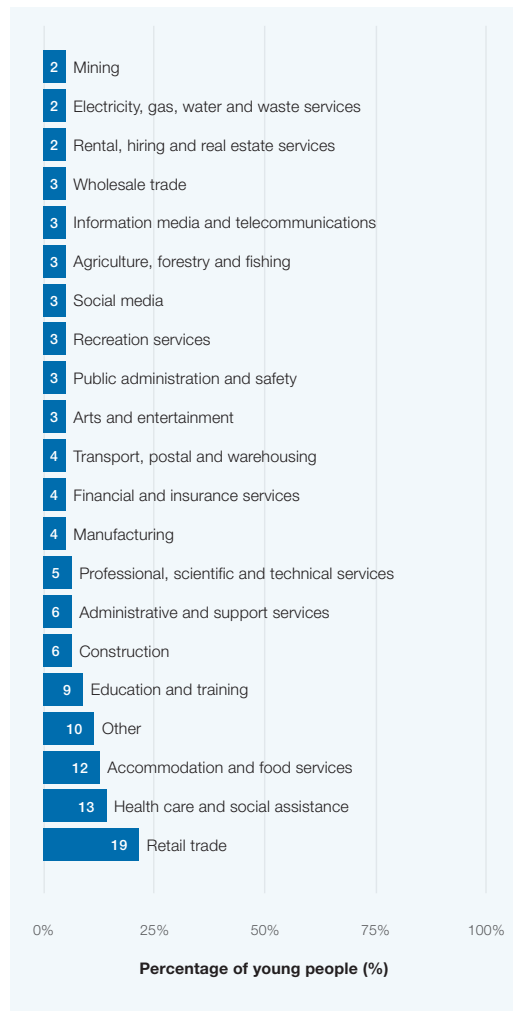 2 Mining
2 Electricity, gas, water and waste services
2 Rental, hiring and real estate services
3 Wholesale trade
3 Information media and telecommunications
3 Agriculture, forestry and fishing
3 Social media
3 Recreation services
3 Public administration and safety
3 Arts and entertainment
4 Transport, postal and warehousing
4 Financial and insurance services
4 Manufacturing
5 Professional, scientific and technical services
6 Administrative and support services
6 Construction
9 Education and training
10 Other
12 Accommodation and food services
13 Health care and social assistance
19 Retail trade
0% 25% 50% 75% 100%
Percentage of young people (%)